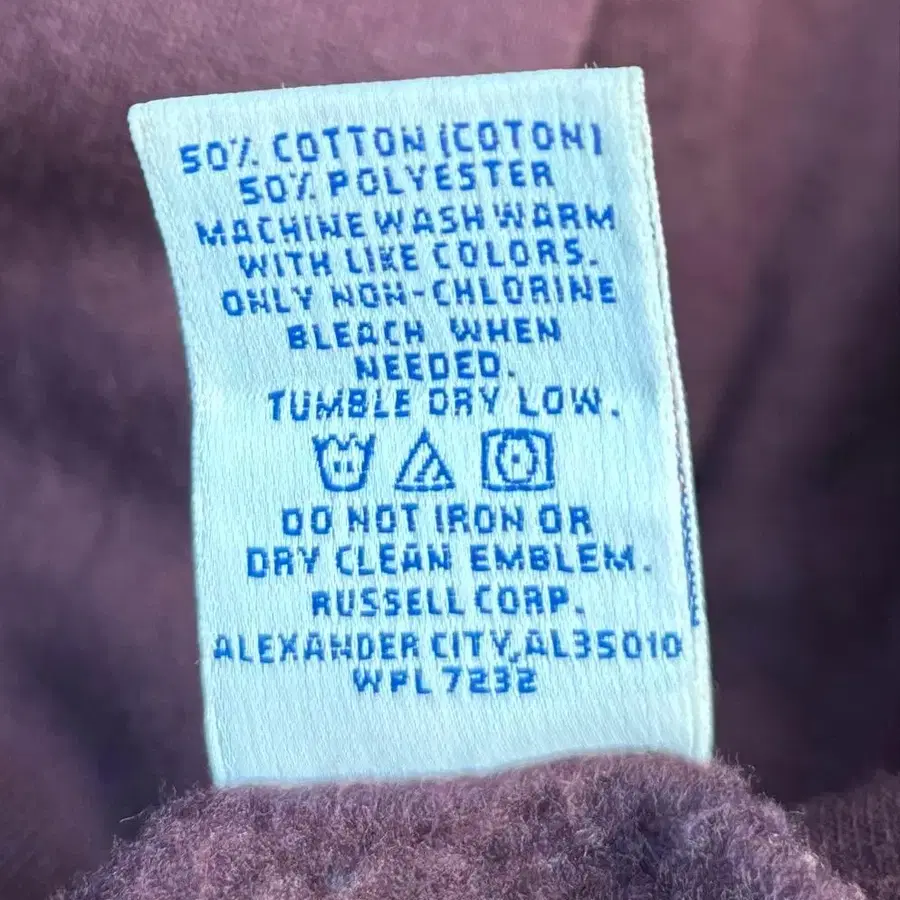 50% COTTON (COTON)
50% POLYESTER
MACHINE WASH WARM
WITH LIKE COLORS.
ONLY NON-CHLORINE
BLEACH WHEN
NEEDED.
TUMBLE DRY LOW.
DO NOT IRON OR
DRY CLEAN EMBLEM.
RUSSELL CORP.
ALEXANDER CITY, AL35010
WPL 7232